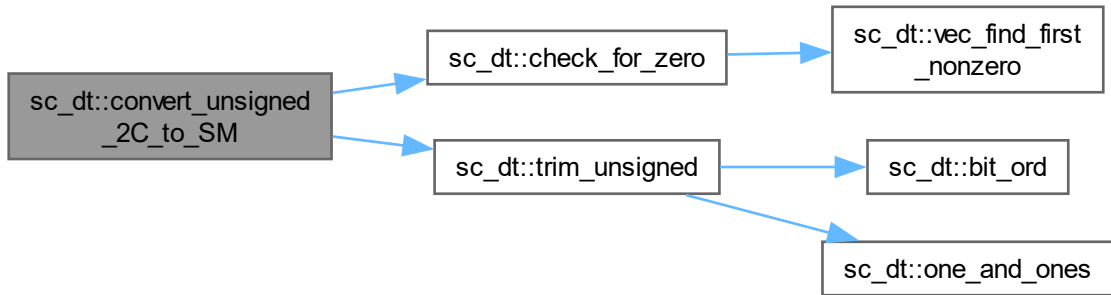 sc_dt::convert_unsigned
_2C_to_SM
sc_dt::check_for_zero
sc_dt::vec_find_first
_nonzero
sc_dt::trim_unsigned
sc_dt::bit_ord
sc_dt::one_and_ones